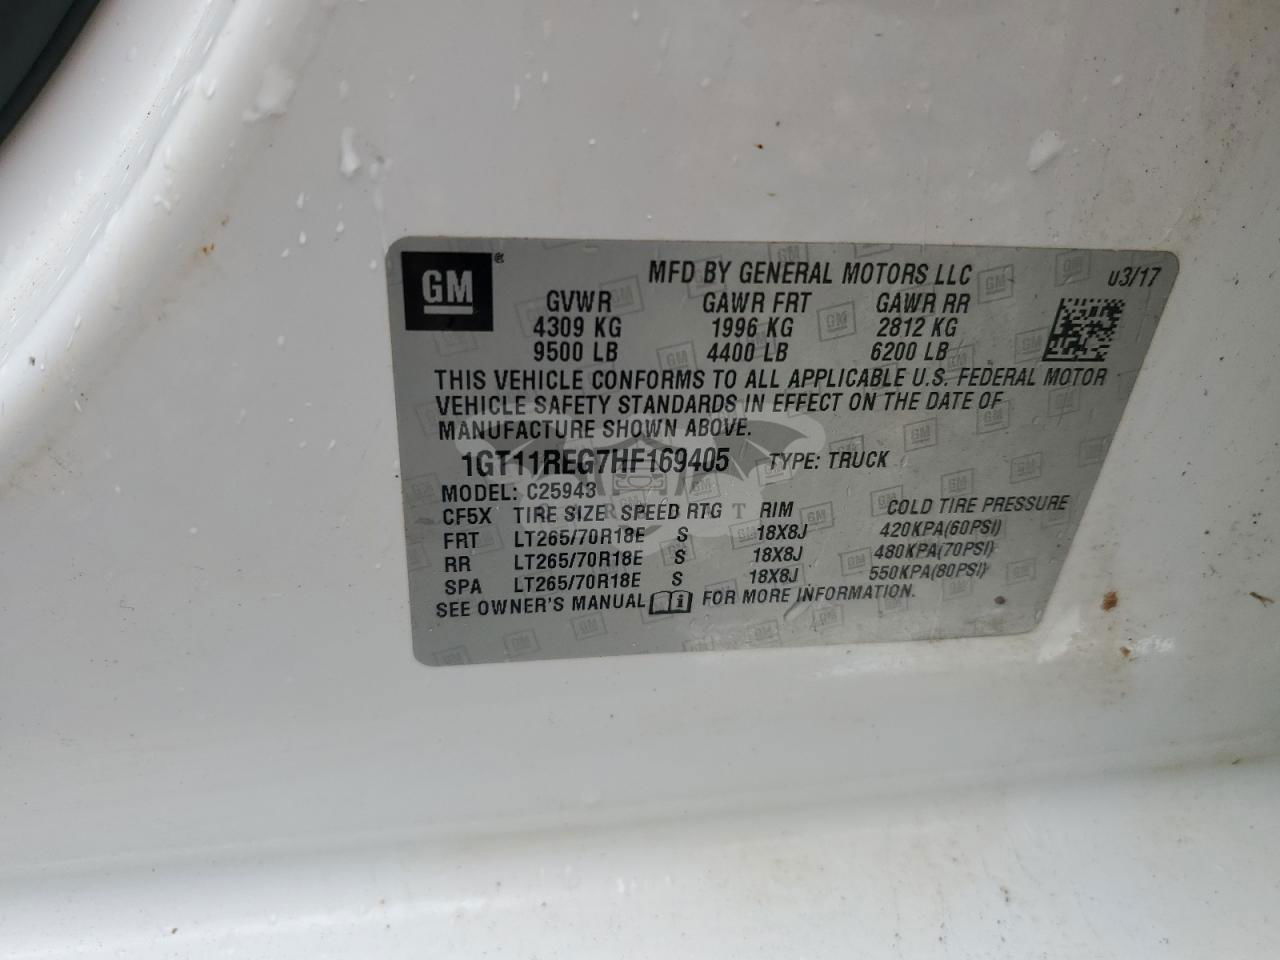 GM®
MFD BY GENERAL MOTORS LLC 03/17
GVWR GAWR FRT GAWR RR
4309 KG 1996 KG 2812 KG
9500 LB 4400 LB 6200 LB
THIS VEHICLE CONFORMS TO ALL APPLICABLE U.S. FEDERAL MOTOR
VEHICLE SAFETY STANDARDS IN EFFECT ON THE DATE OF
MANUFACTURE SHOWN ABOVE.
1GT11REG7HF169405 TYPE: TRUCK
MODEL: C25943
CF5X TIRE SIZE SPEED RTG RIM COLD TIRE PRESSURE
FRT LT265/70R18E S 18X8J 420KPA(60PSI)
RR LT265/70R18E S 18X8J 480KPA(70PSI)
SPA LT265/70R18E S 18X8J 550KPA(80PSI)
SEE OWNER'S MANUAL i FOR MORE INFORMATION.